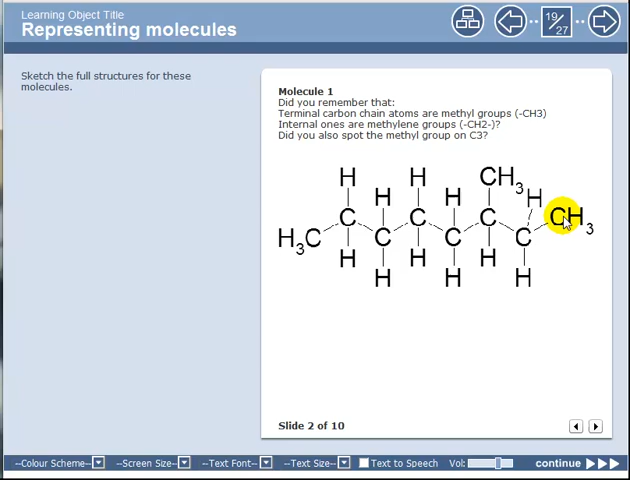 Learning Object Title
Representing molecules
19/27
Sketch the full structures for these
molecules.
Molecule 1
Did you remember that:
Terminal carbon chain atoms are methyl groups (-CH3)
Internal ones are methylene groups (-CH2-)?
Did you also spot the methyl group on C3?
H H CH3
H H H
C C C CH3
H3C C C C
H H H
H H H
Slide 2 of 10
--Colour Scheme-- --Screen Size-- --Text Font-- --Text Size-- Text to Speech Vol: continue